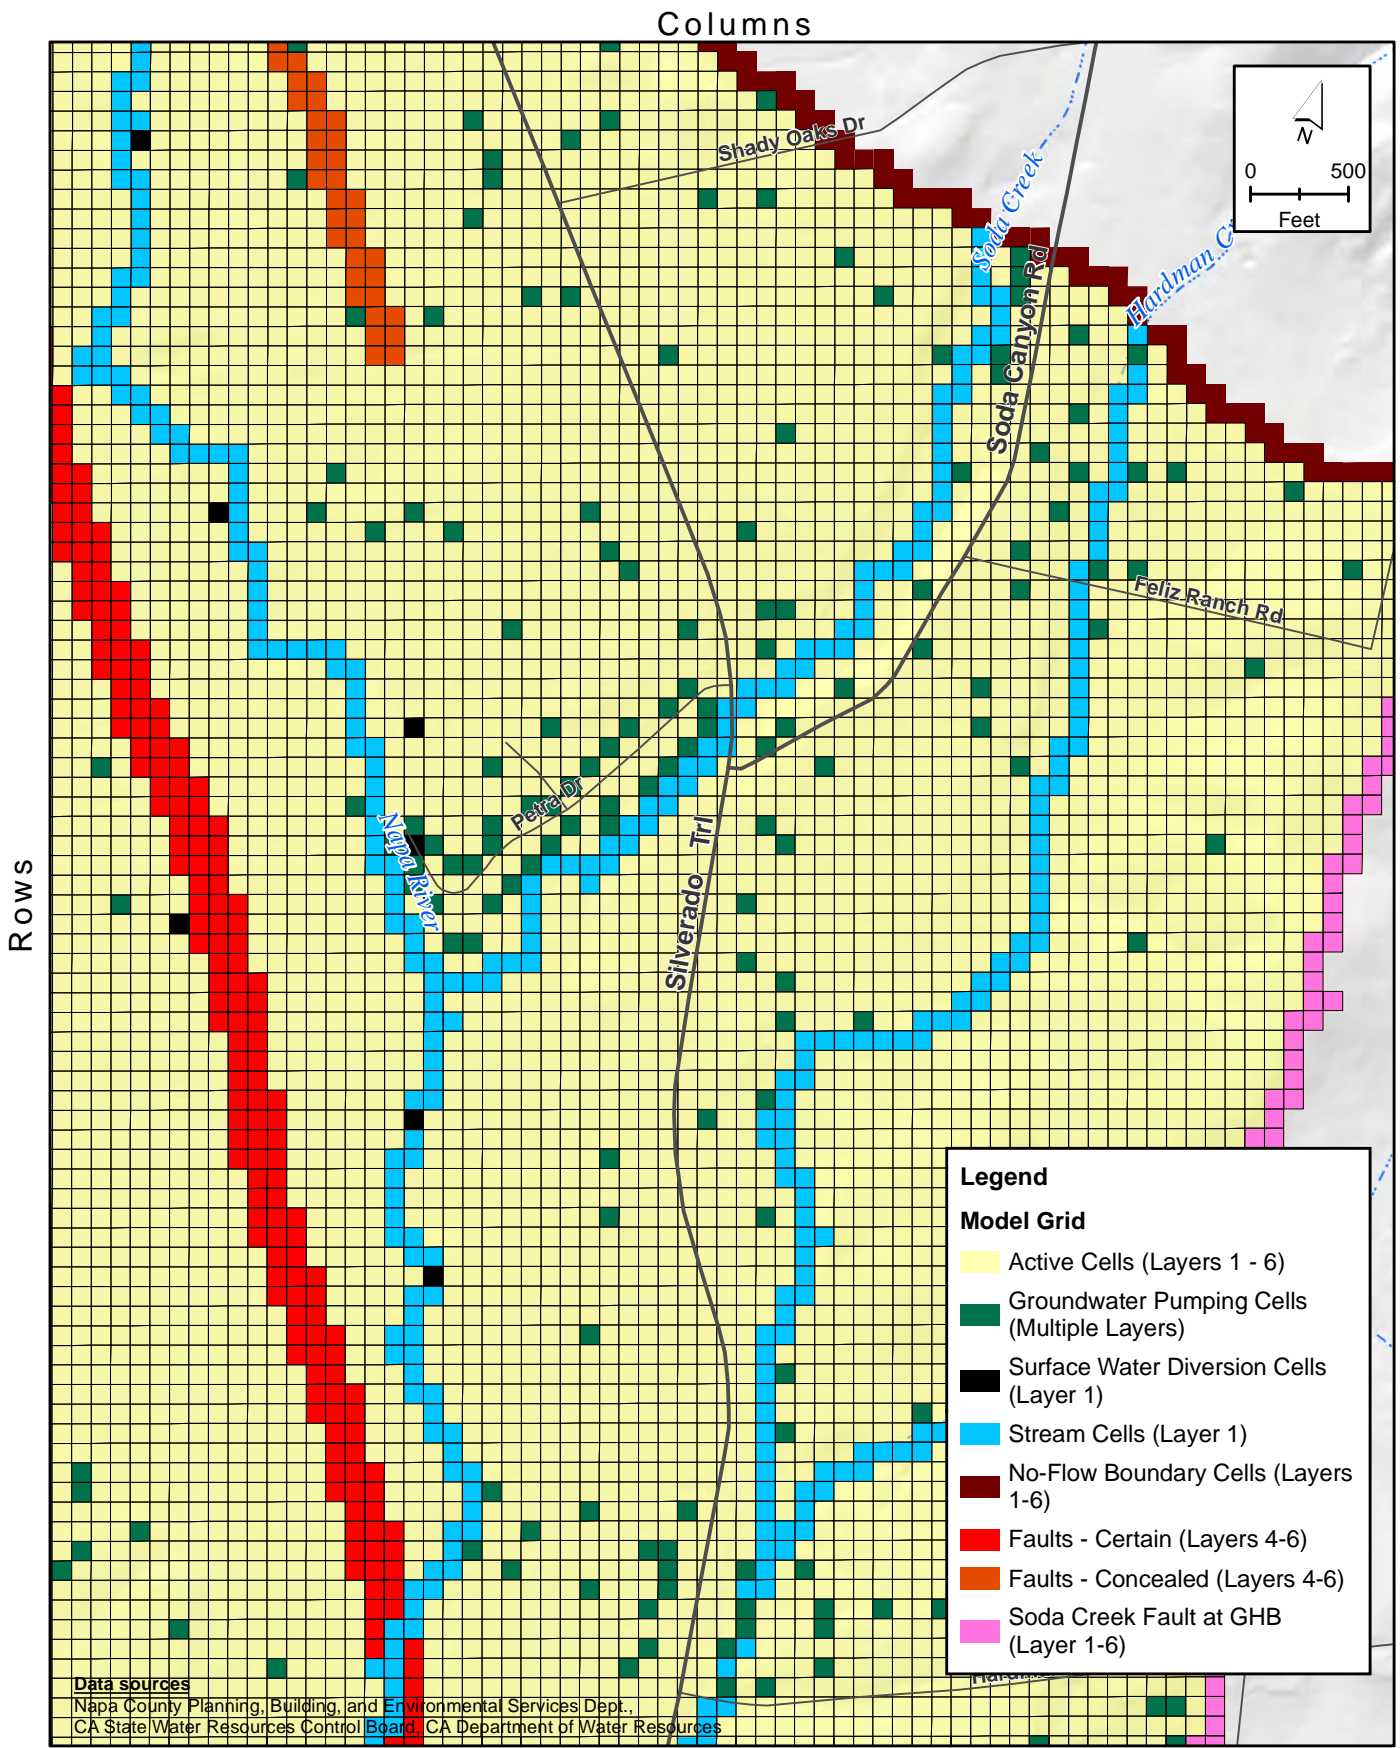 Columns
Rows
Shady Oaks Dr
Soda Creek
Soda Canyon Rd
N
0 500
Feet
Hardman C
Feliz Ranch Rd
Petra Dr
Napa River
Silverado Trl
Legend
Model Grid
Active Cells (Layers 1 - 6)
Groundwater Pumping Cells
(Multiple Layers)
Surface Water Diversion Cells
(Layer 1)
Stream Cells (Layer 1)
No-Flow Boundary Cells (Layers
1-6)
Faults - Certain (Layers 4-6)
Faults - Concealed (Layers 4-6)
Soda Creek Fault at GHB
(Layer 1-6)
Data sources
Napa County Planning, Building, and Environmental Services Dept.,
CA State Water Resources Control Board, CA Department of Water Resources